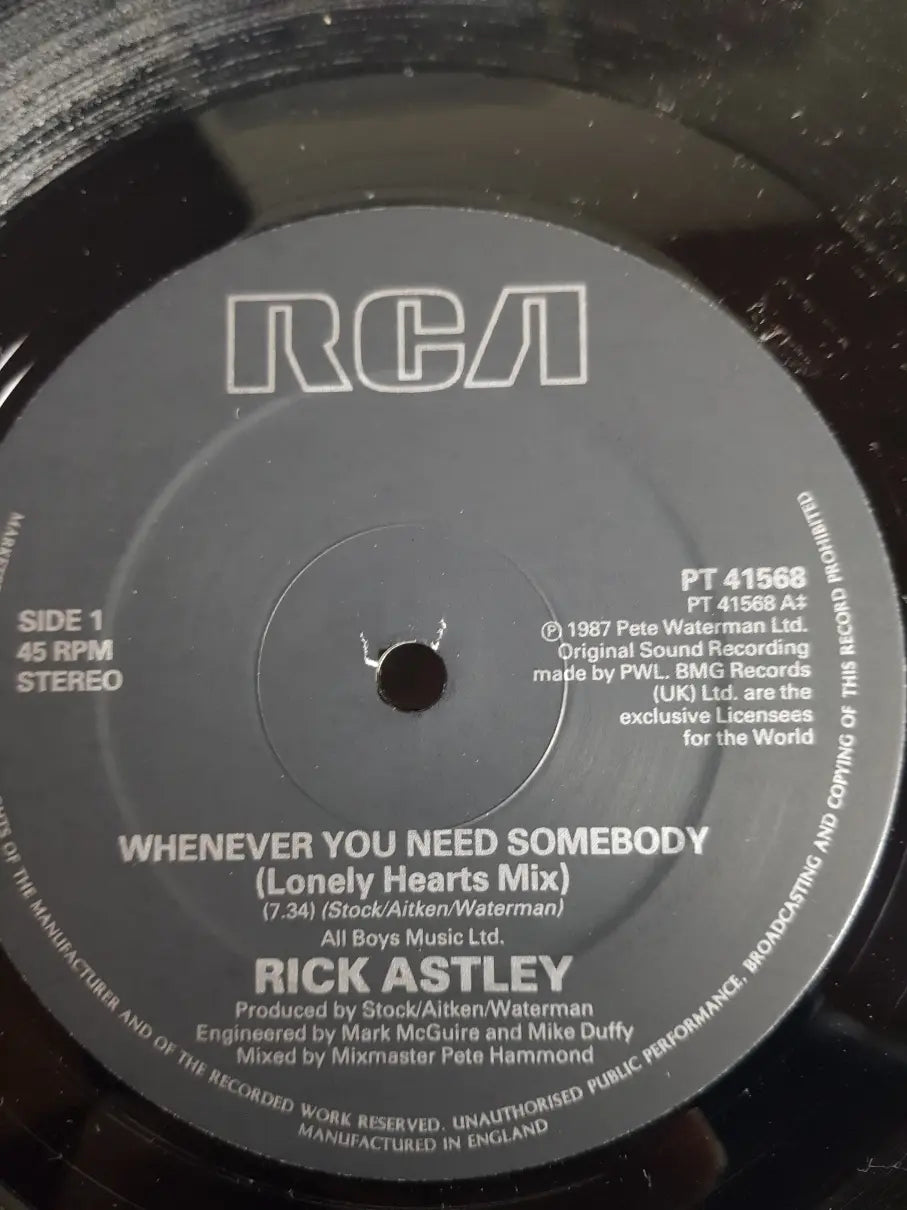 RCA
SIDE 1
45 RPM
STEREO
PT 41568
PT 41568 A‡
℗ 1987 Pete Waterman Ltd.
Original Sound Recording
made by PWL. BMG Records
(UK) Ltd. are the
exclusive Licensees
for the World
WHENEVER YOU NEED SOMEBODY
(Lonely Hearts Mix)
(7.34) (Stock/Aitken/Waterman)
All Boys Music Ltd.
RICK ASTLEY
Produced by Stock/Aitken/Waterman
Engineered by Mark McGuire and Mike Duffy
Mixed by Mixmaster Pete Hammond
OF THE MANUFACTURER AND OF THE RECORDED WORK RESERVED. UNAUTHORISED PUBLIC PERFORMANCE, BROADCASTING AND COPYING OF THIS RECORD PROHIBITED
MANUFACTURED IN ENGLAND